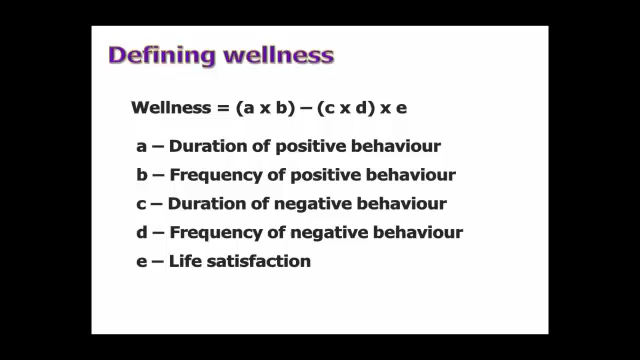 Defining wellness
Wellness = (a x b) – (c x d) x e
a – Duration of positive behaviour
b – Frequency of positive behaviour
c – Duration of negative behaviour
d – Frequency of negative behaviour
e – Life satisfaction